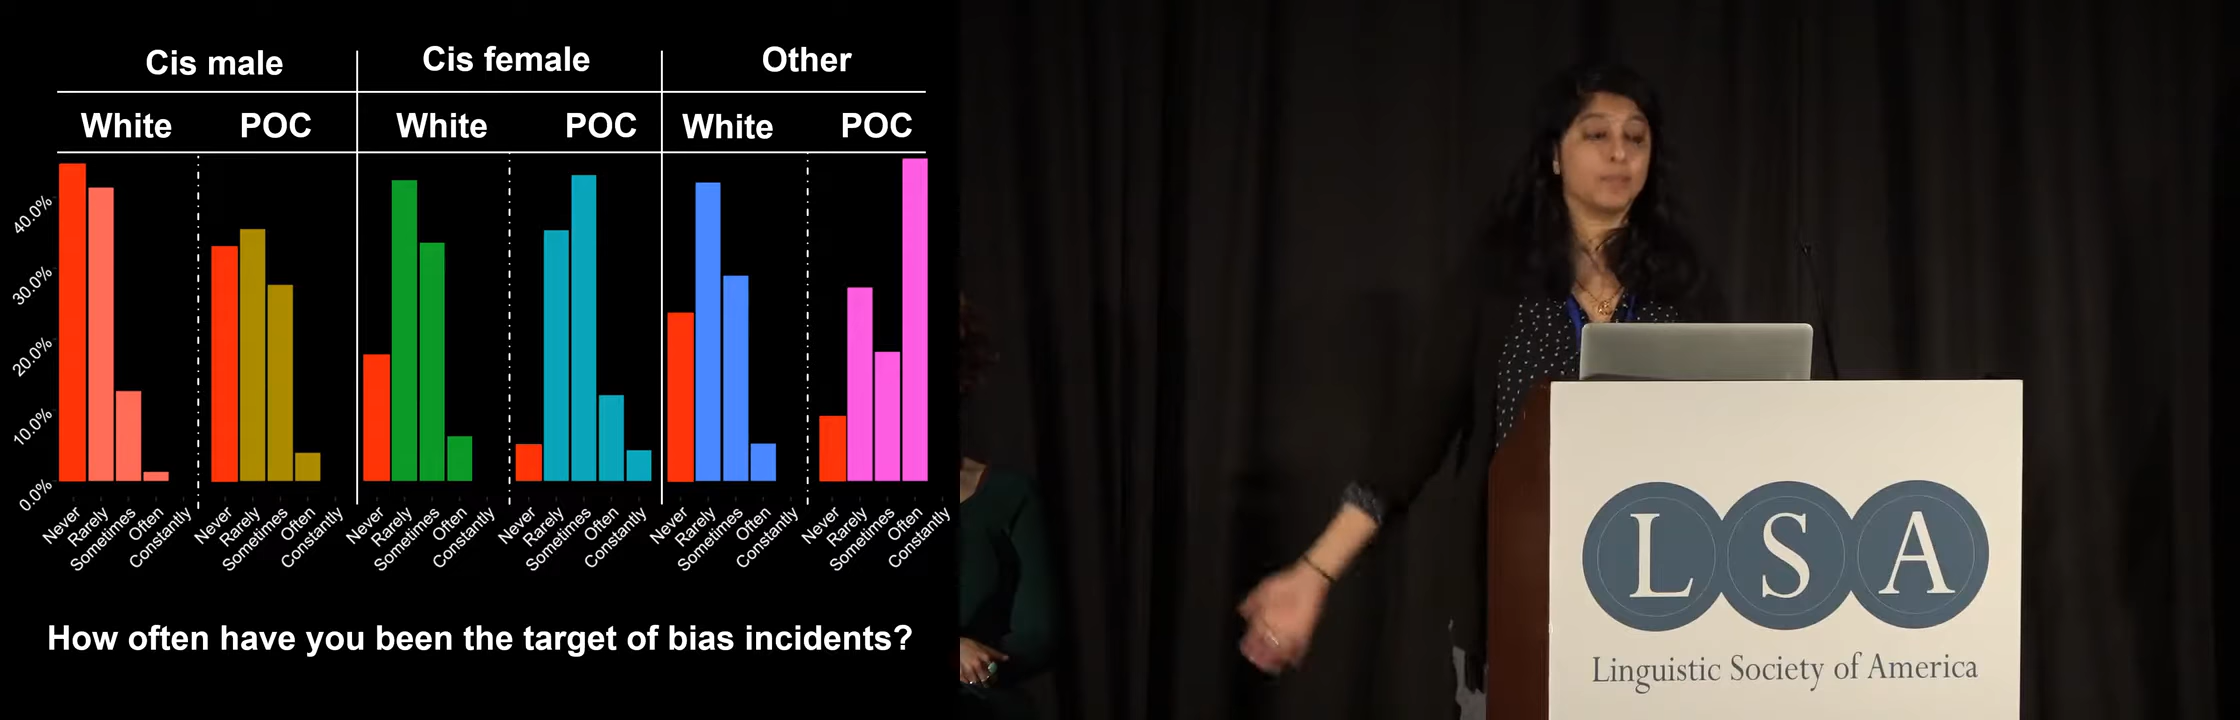 Cis male Cis female Other
White POC White POC White POC
40.0%
30.0%
20.0%
10.0%
0.0%
Never Rarely Sometimes Often Constantly Never Rarely Sometimes Often Constantly Never Rarely Sometimes Often Constantly Never Rarely Sometimes Often Constantly Never Rarely Sometimes Often Constantly Never Rarely Sometimes Often Constantly
How often have you been the target of bias incidents?
LSA
Linguistic Society of America